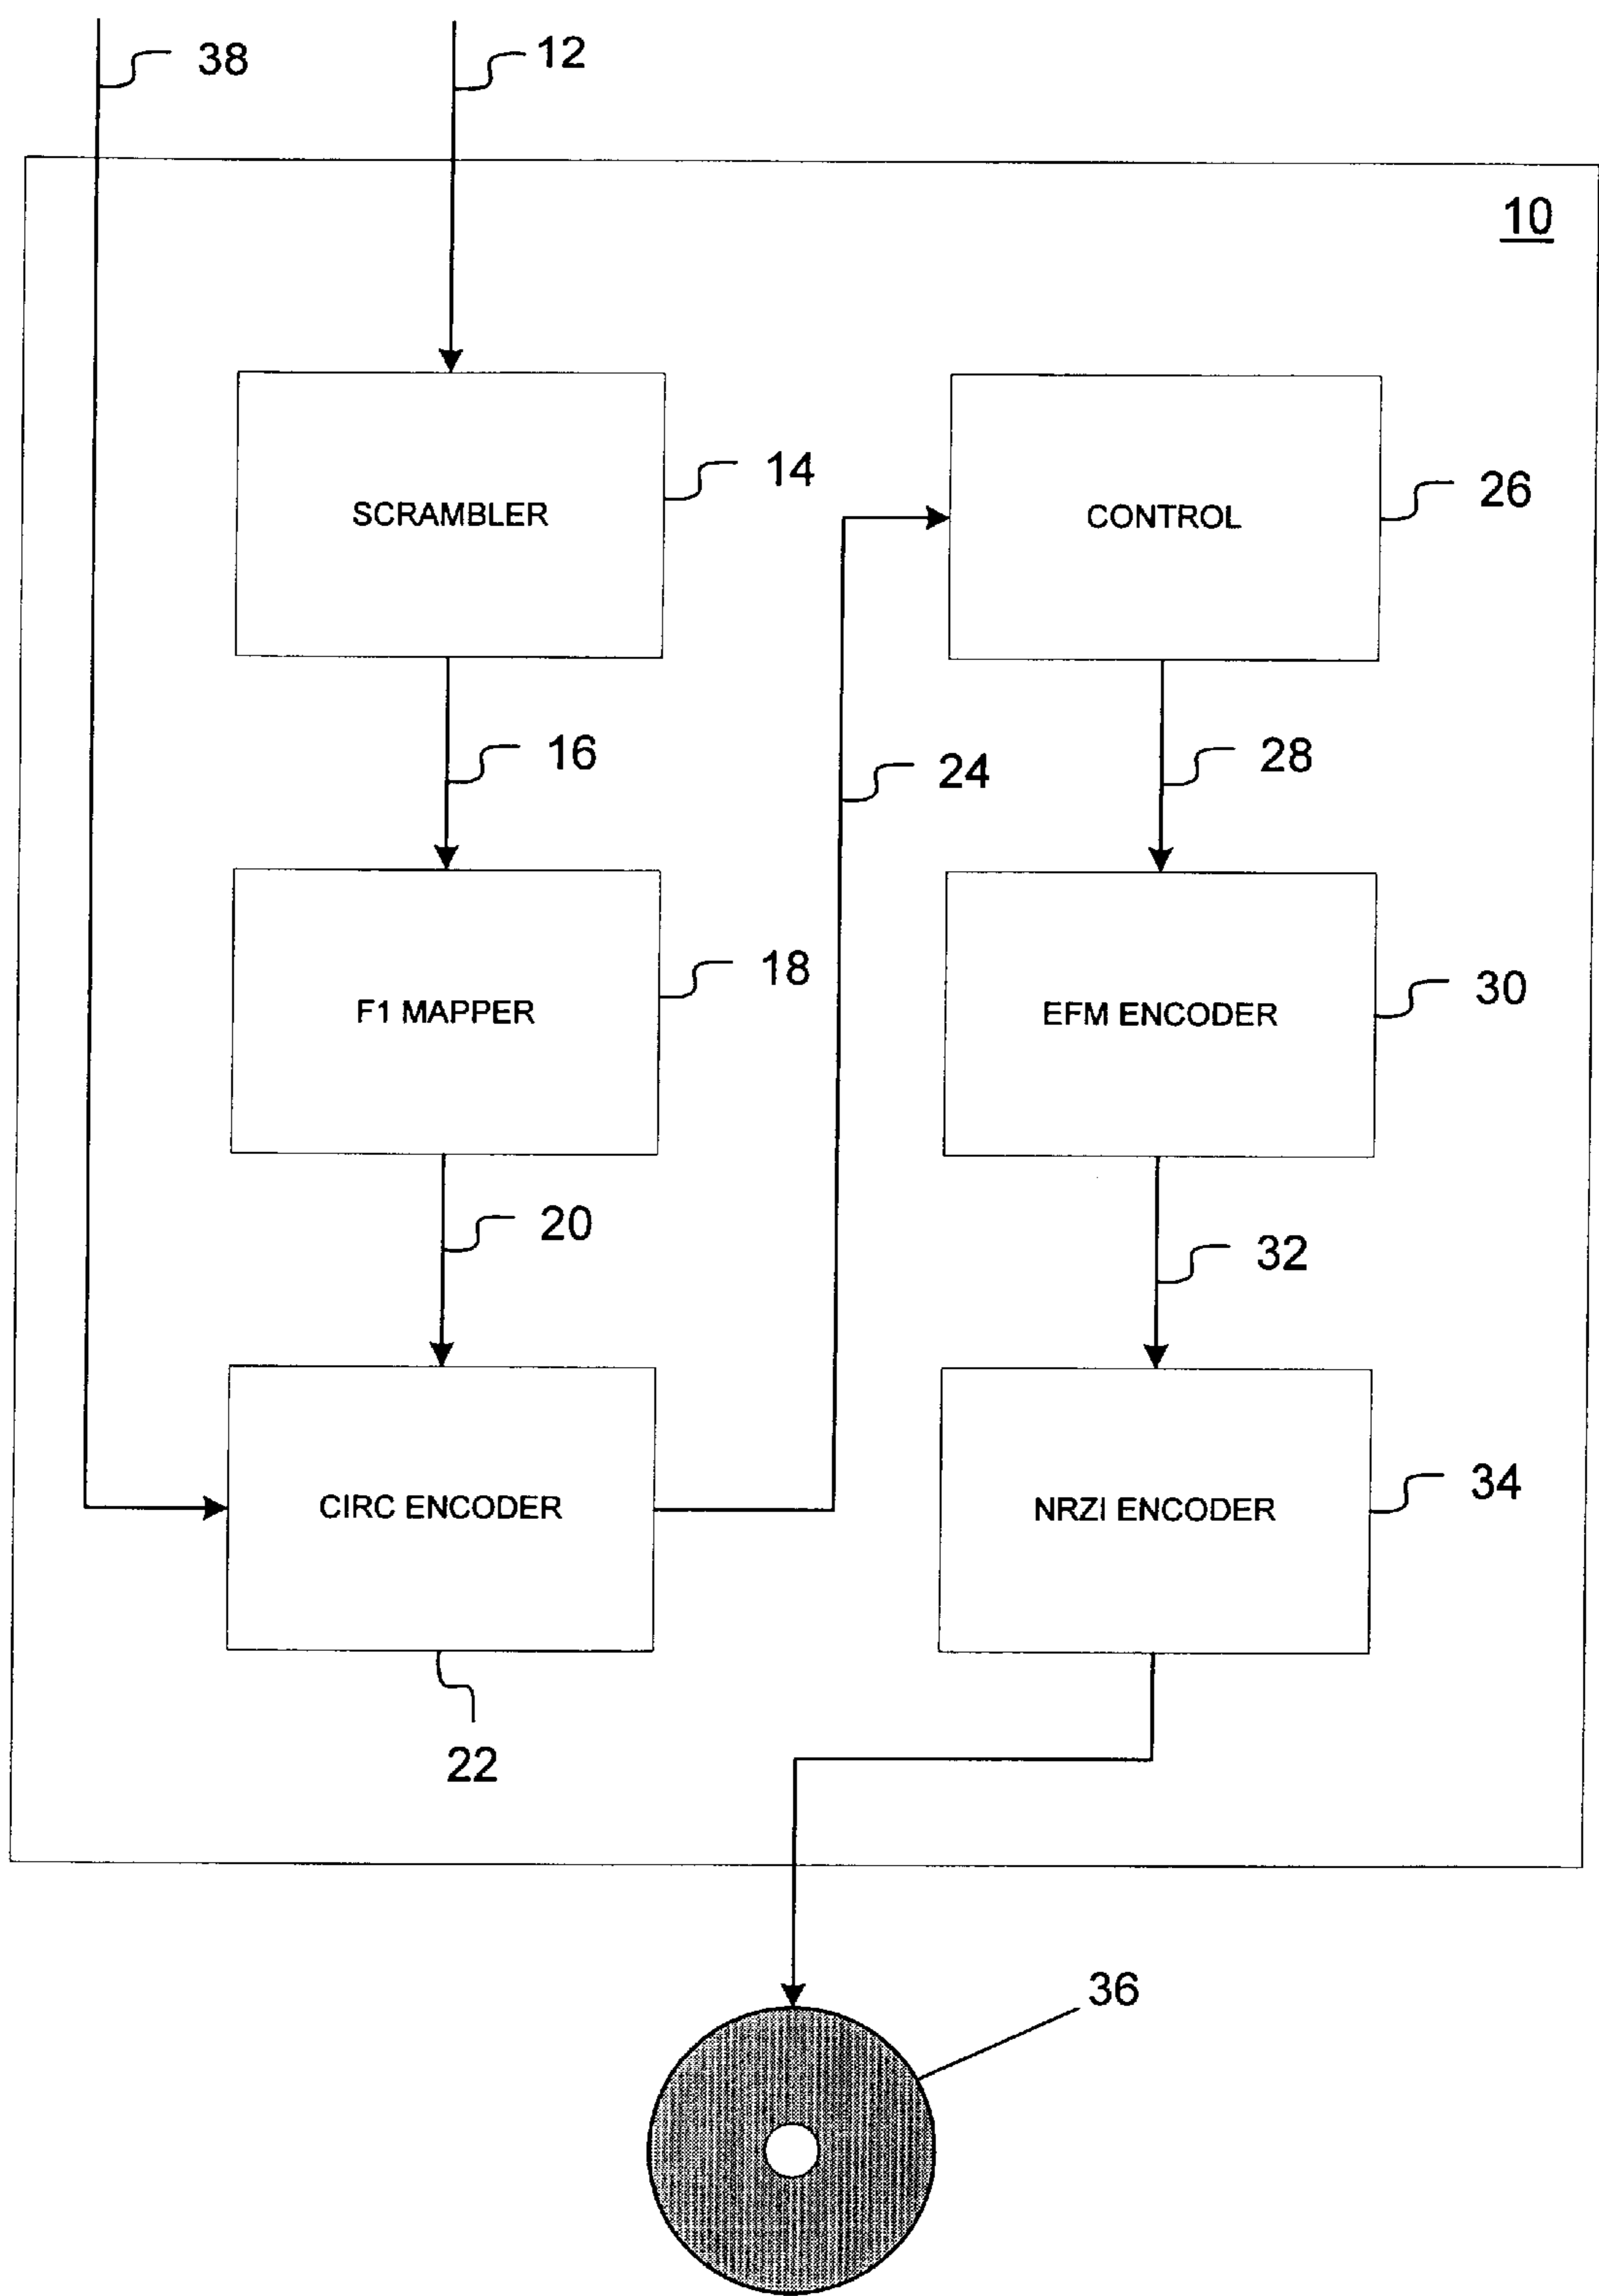 38
12
10
SCRAMBLER
14
CONTROL
26
16
24
28
F1 MAPPER
18
EFM ENCODER
30
20
32
CIRC ENCODER
NRZI ENCODER
34
22
36